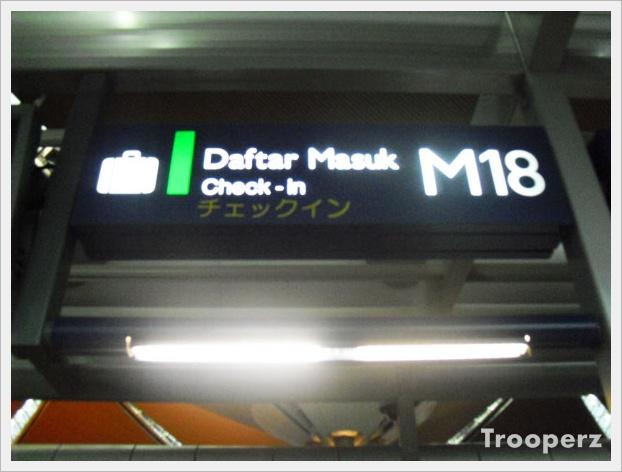 Daftar Masuk M18
Check-in
チェックイン
Trooperz